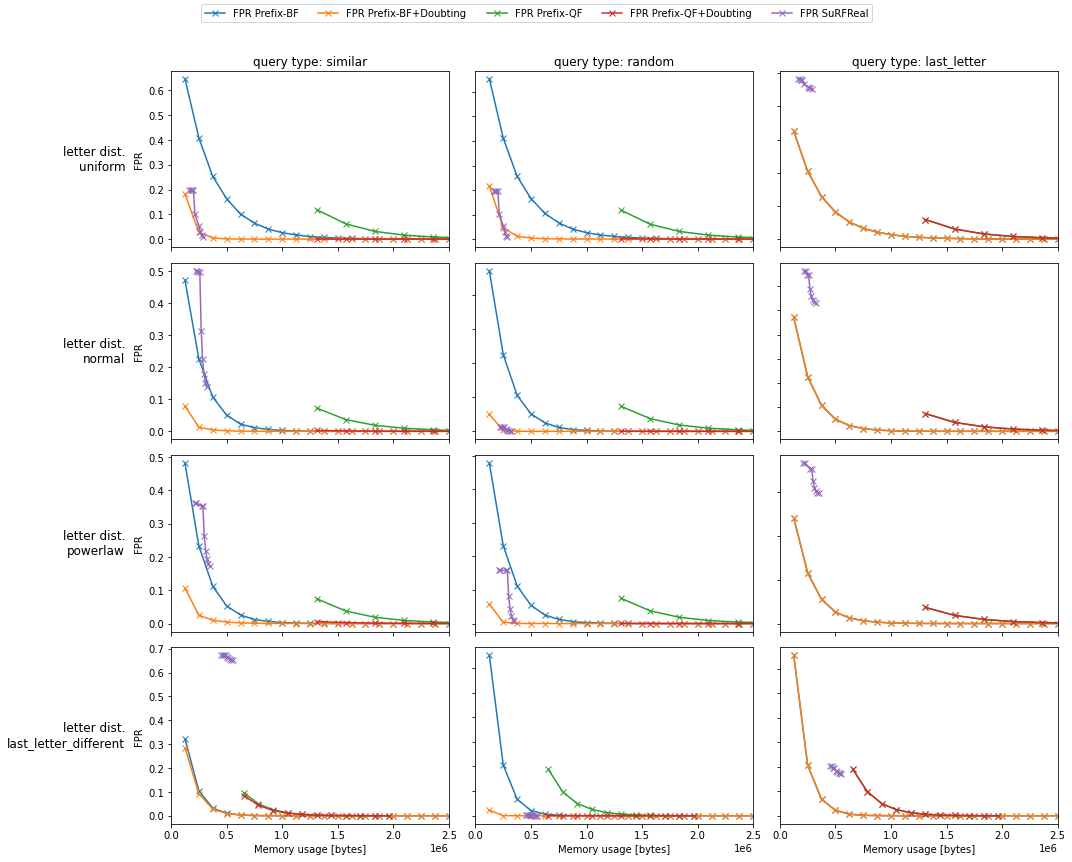 FPR Prefix-BF FPR Prefix-BF+Doubting FPR Prefix-QF FPR Prefix-QF+Doubting FPR SuRFReal
query type: similar query type: random query type: last_letter
letter dist.
uniform
FPR
0.6
0.5
0.4
0.3
0.2
0.1
0.0
letter dist.
normal
FPR
0.5
0.4
0.3
0.2
0.1
0.0
letter dist.
powerlaw
FPR
0.5
0.4
0.3
0.2
0.1
0.0
letter dist.
last_letter_different
FPR
0.7
0.6
0.5
0.4
0.3
0.2
0.1
0.0
0.0 0.5 1.0 1.5 2.0 2.5 0.0 0.5 1.0 1.5 2.0 2.5 0.0 0.5 1.0 1.5 2.0 2.5
Memory usage [bytes] 1e6 Memory usage [bytes] 1e6 Memory usage [bytes] 1e6